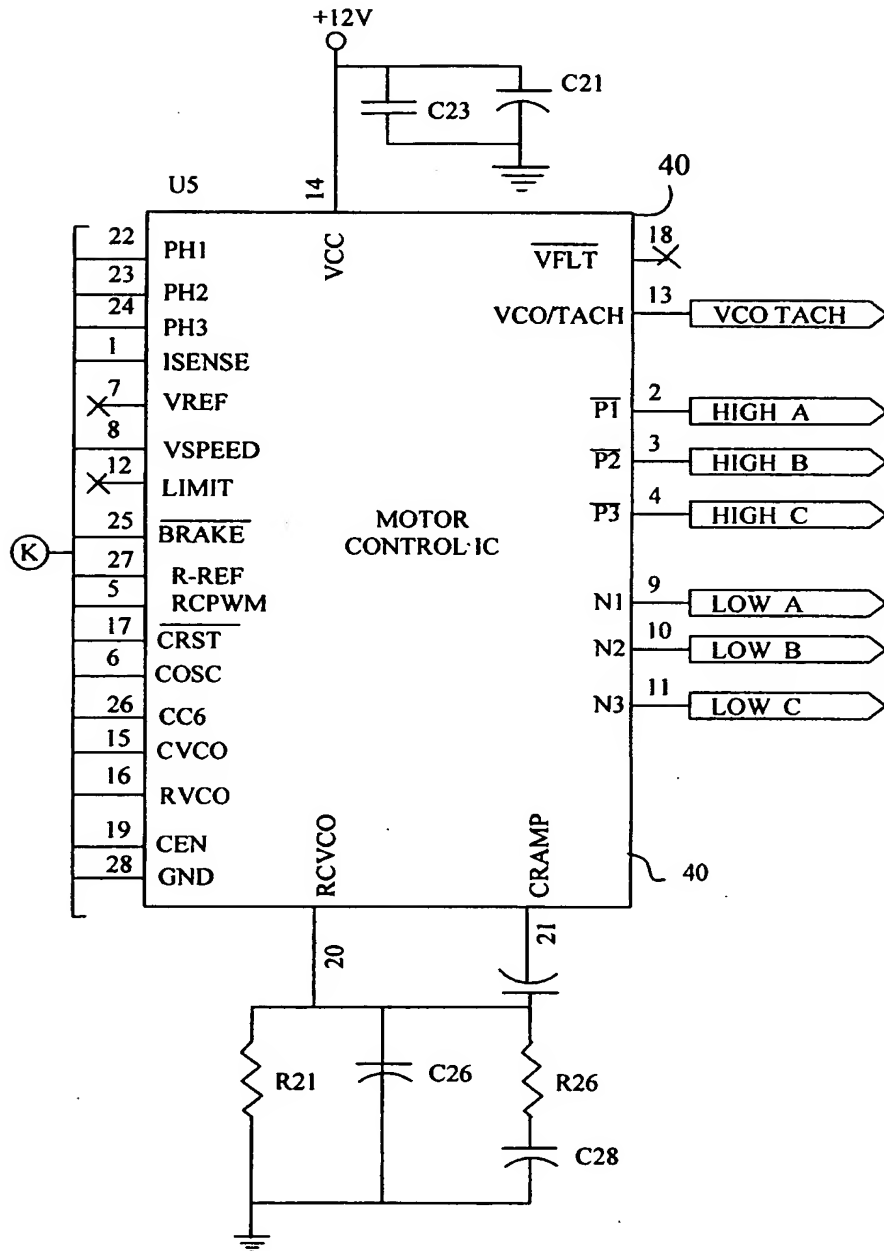 +12V
C21
C23
U5
14
40
22
PH1
VCC
VFLT
18
23
PH2
VCO/TACH
13
VCO TACH
24
PH3
1
ISENSE
7
VREF
P1
2
HIGH A
8
VSPEED
P2
3
HIGH B
12
LIMIT
P3
4
HIGH C
25
BRAKE
MOTOR
CONTROL IC
K
27
R-REF
5
RCPWM
N1
9
LOW A
17
CRST
N2
10
LOW B
6
COSC
N3
11
LOW C
26
CC6
15
CVCO
16
RVCO
19
CEN
28
GND
RCVCO
CRAMP
40
20
21
R21
C26
R26
C28